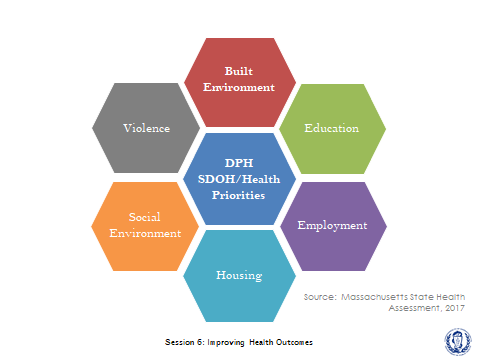 Built
Environment
Violence
Education
DPH
SDOH/Health
Priorities
Social
Environment
Employment
Housing
Source: Massachusetts State Health
Assessment, 2017
Session 6: Improving Health Outcomes